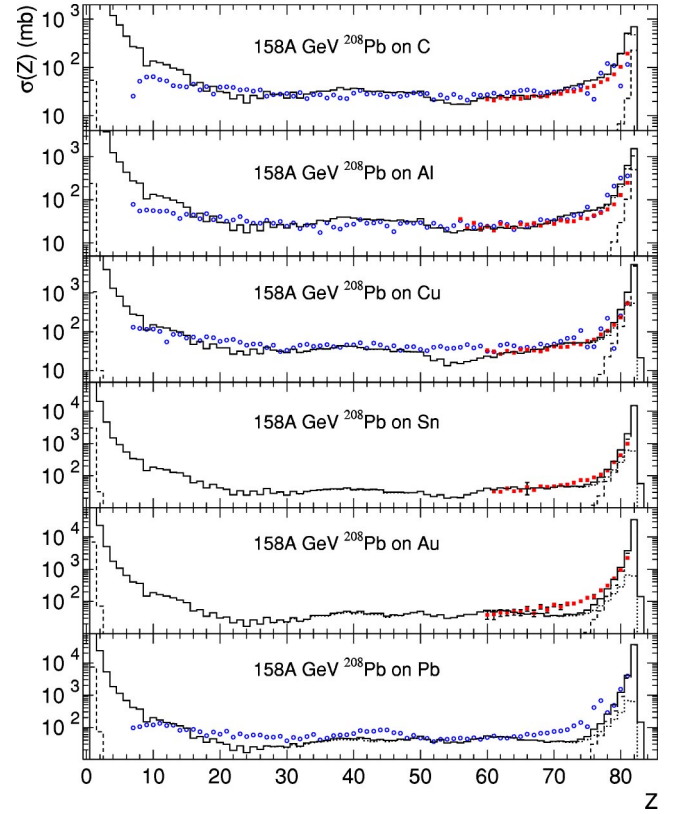 σ(Z) (mb)
10³
10²
10
158A GeV ²⁰⁸Pb on C
10³
10²
10
158A GeV ²⁰⁸Pb on Al
10³
10²
10
158A GeV ²⁰⁸Pb on Cu
10⁴
10³
10²
158A GeV ²⁰⁸Pb on Sn
10⁴
10³
10²
158A GeV ²⁰⁸Pb on Au
10⁴
10³
10²
158A GeV ²⁰⁸Pb on Pb
0 10 20 30 40 50 60 70 80
Z